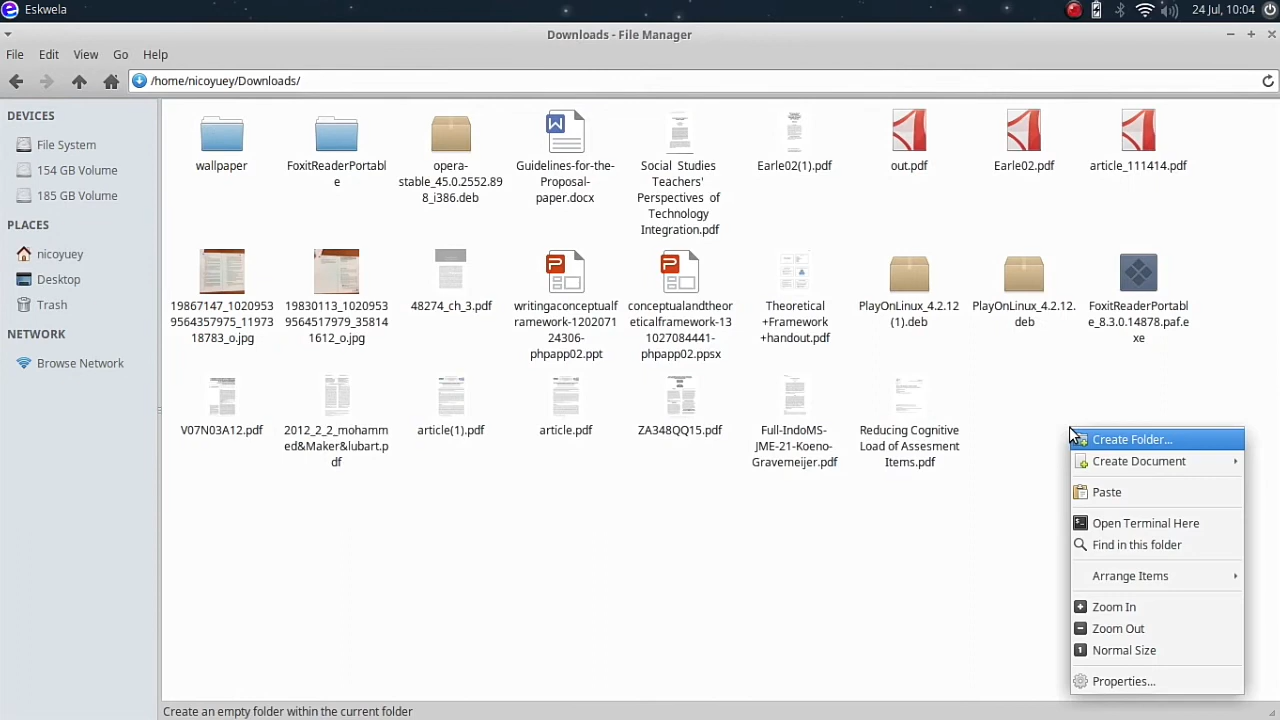 Eskwela
24 Jul, 10:04
Downloads - File Manager
File Edit View Go Help
/home/nicoyuey/Downloads/
DEVICES
File System
154 GB Volume
185 GB Volume
PLACES
nicoyuey
Desktop
Trash
NETWORK
Browse Network
wallpaper
FoxitReaderPortabl
e
opera-
stable_45.0.2552.89
8_i386.deb
Guidelines-for-the-
Proposal-
paper.docx
Social Studies
Teachers'
Perspectives of
Technology
Integration.pdf
Earle02(1).pdf
out.pdf
Earle02.pdf
article_111414.pdf
19867147_1020953
9564357975_11973
18783_o.jpg
19830113_1020953
9564517979_35814
1612_o.jpg
48274_ch_3.pdf
writingaconceptualf
ramework-1202071
24306-
phpapp02.ppt
conceptualandtheor
eticalframework-13
1027084441-
phpapp02.ppsx
Theoretical
+Framework
+handout.pdf
PlayOnLinux_4.2.12
(1).deb
PlayOnLinux_4.2.12.
deb
FoxitReaderPortabl
e_8.3.0.14878.paf.e
xe
V07N03A12.pdf
2012_2_2_mohamm
ed&Maker&lubart.p
df
article(1).pdf
article.pdf
ZA348QQ15.pdf
Full-IndoMS-
JME-21-Koeno-
Gravemeijer.pdf
Reducing Cognitive
Load of Assesment
Items.pdf
Create Folder...
Create Document
Paste
Open Terminal Here
Find in this folder
Arrange Items
Zoom In
Zoom Out
Normal Size
Properties...
Create an empty folder within the current folder